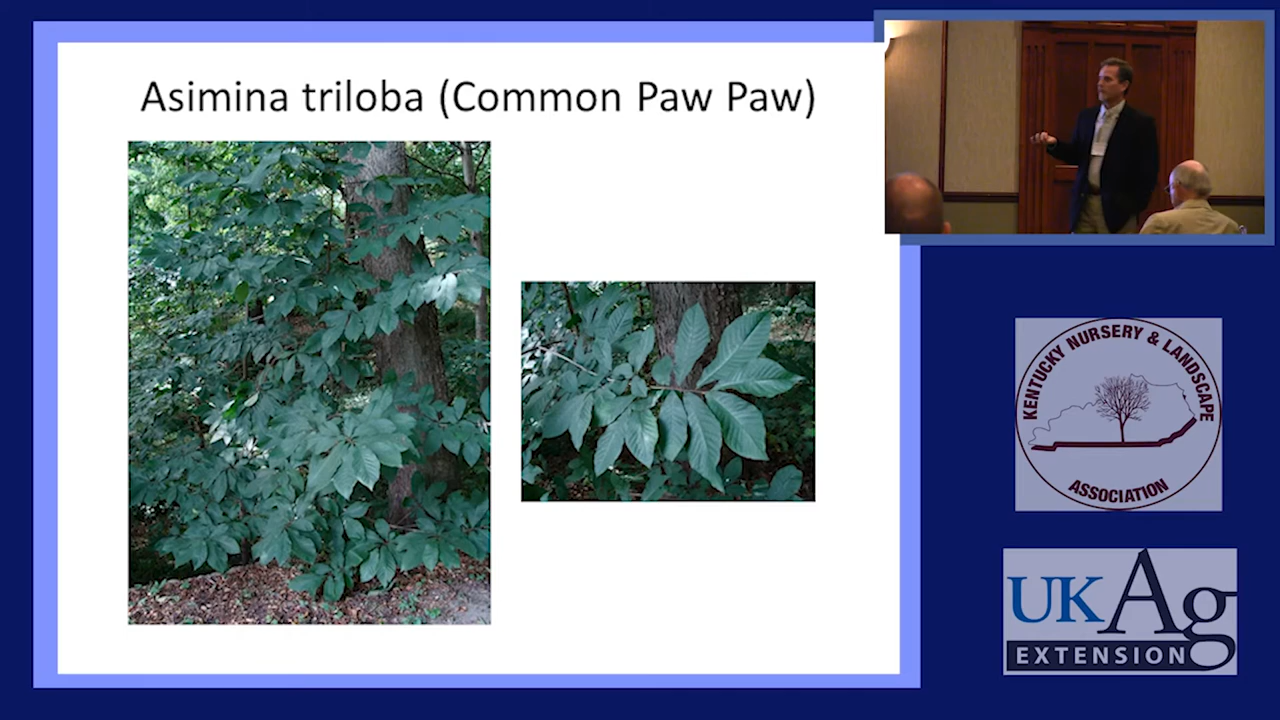 Asimina triloba (Common Paw Paw)
KENTUCKY NURSERY & LANDSCAPE
ASSOCIATION
UKAg
EXTENSION